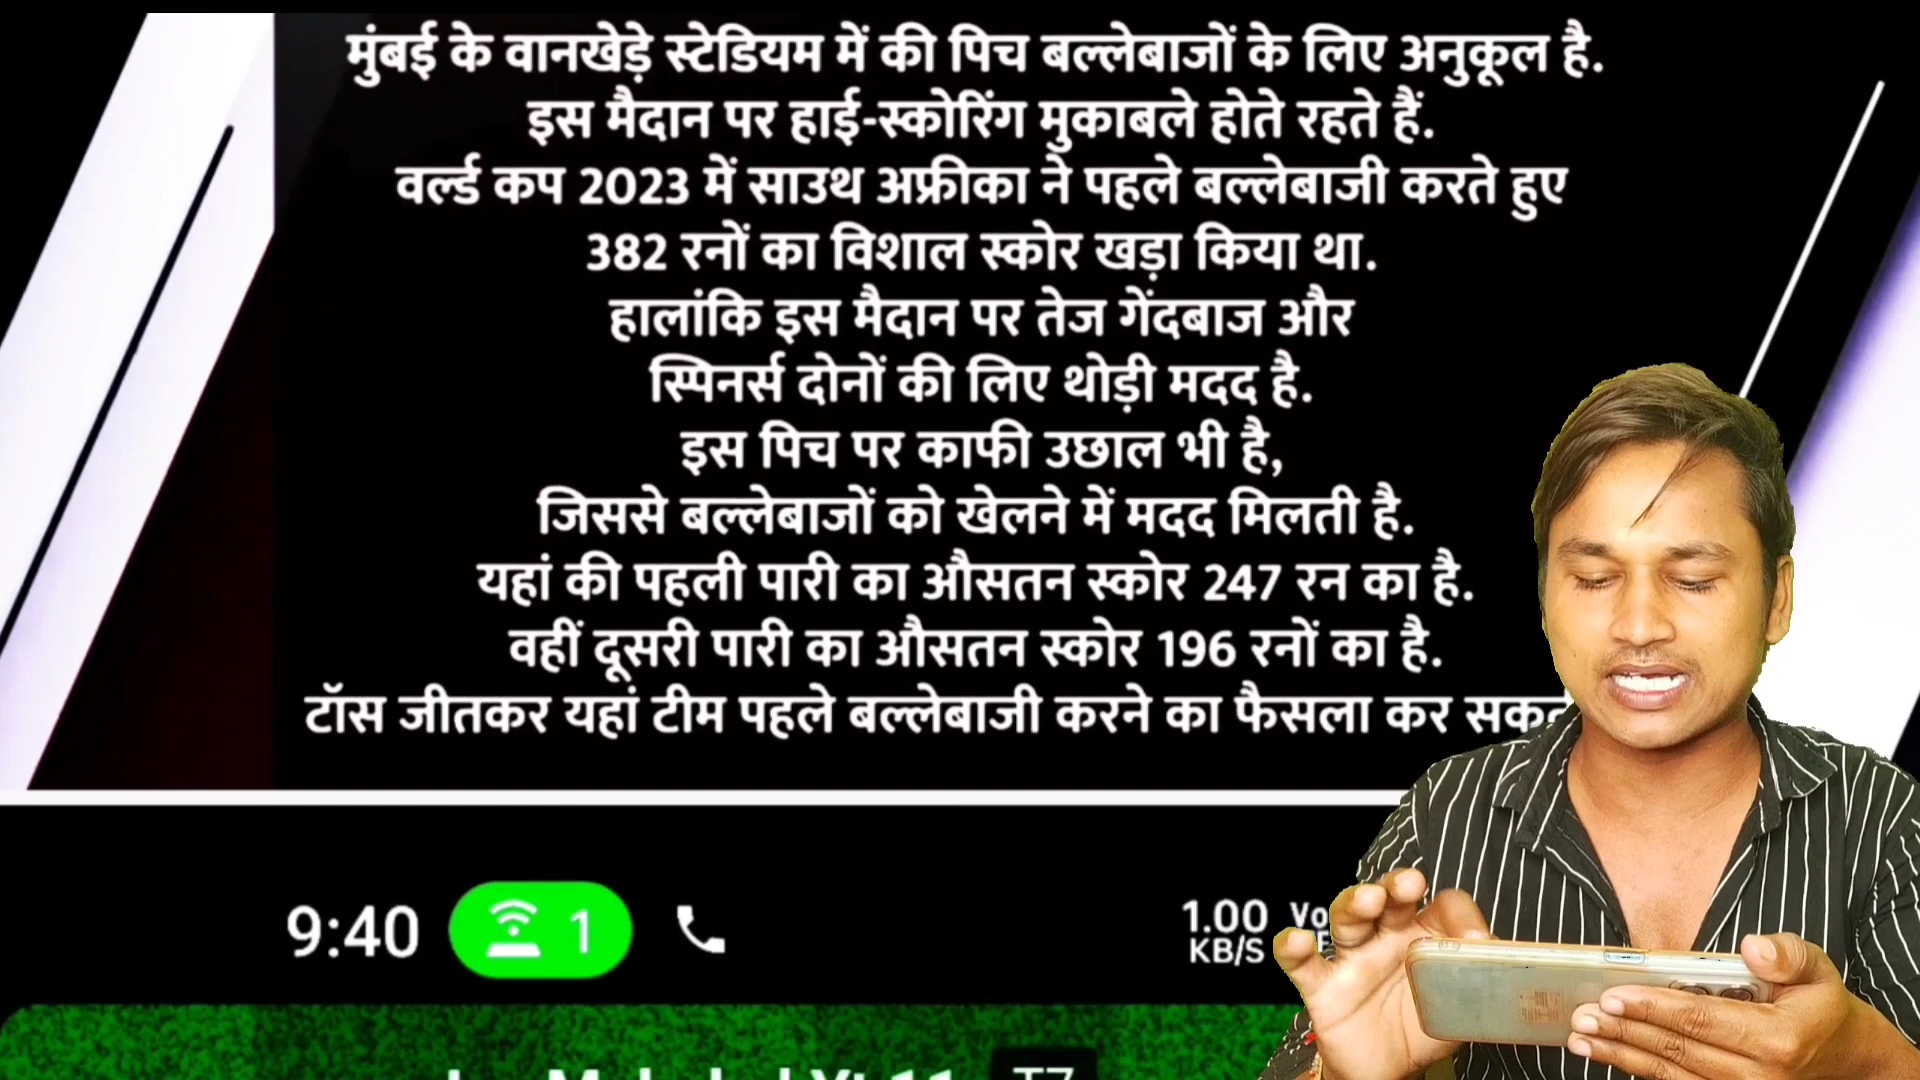 मुंबई के वानखेड़े स्टेडियम में की पिच बल्लेबाजों के लिए अनुकूल है.
इस मैदान पर हाई-स्कोरिंग मुकाबले होते रहते हैं.
वर्ल्ड कप 2023 में साउथ अफ्रीका ने पहले बल्लेबाजी करते हुए
382 रनों का विशाल स्कोर खड़ा किया था.
हालांकि इस मैदान पर तेज गेंदबाज और
स्पिनर्स दोनों की लिए थोड़ी मदद है.
इस पिच पर काफी उछाल भी है,
जिससे बल्लेबाजों को खेलने में मदद मिलती है.
यहां की पहली पारी का औसतन स्कोर 247 रन का है.
वहीं दूसरी पारी का औसतन स्कोर 196 रनों का है.
टॉस जीतकर यहां टीम पहले बल्लेबाजी करने का फैसला कर
9:40 1 1.00
KB/S